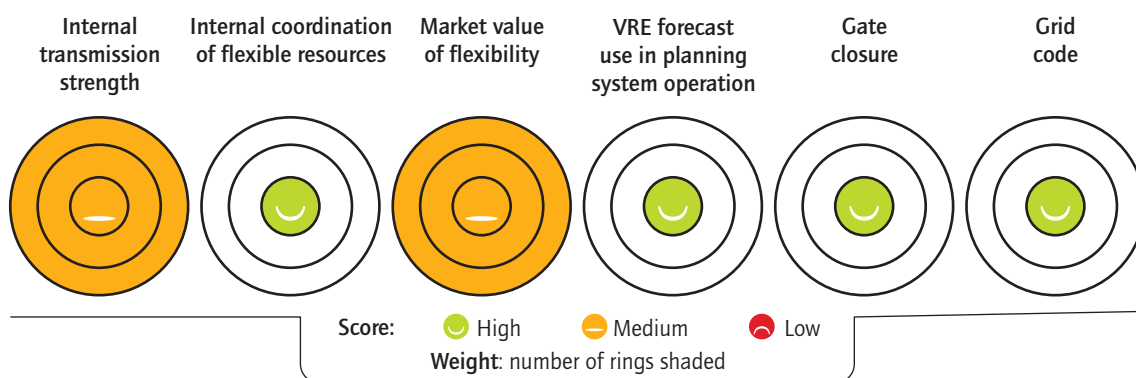 Internal
transmission
strength
Internal coordination
of flexible resources
Market value
of flexibility
VRE forecast
use in planning
system operation
Gate
closure
Grid
code
Score: High Medium Low
Weight: number of rings shaded